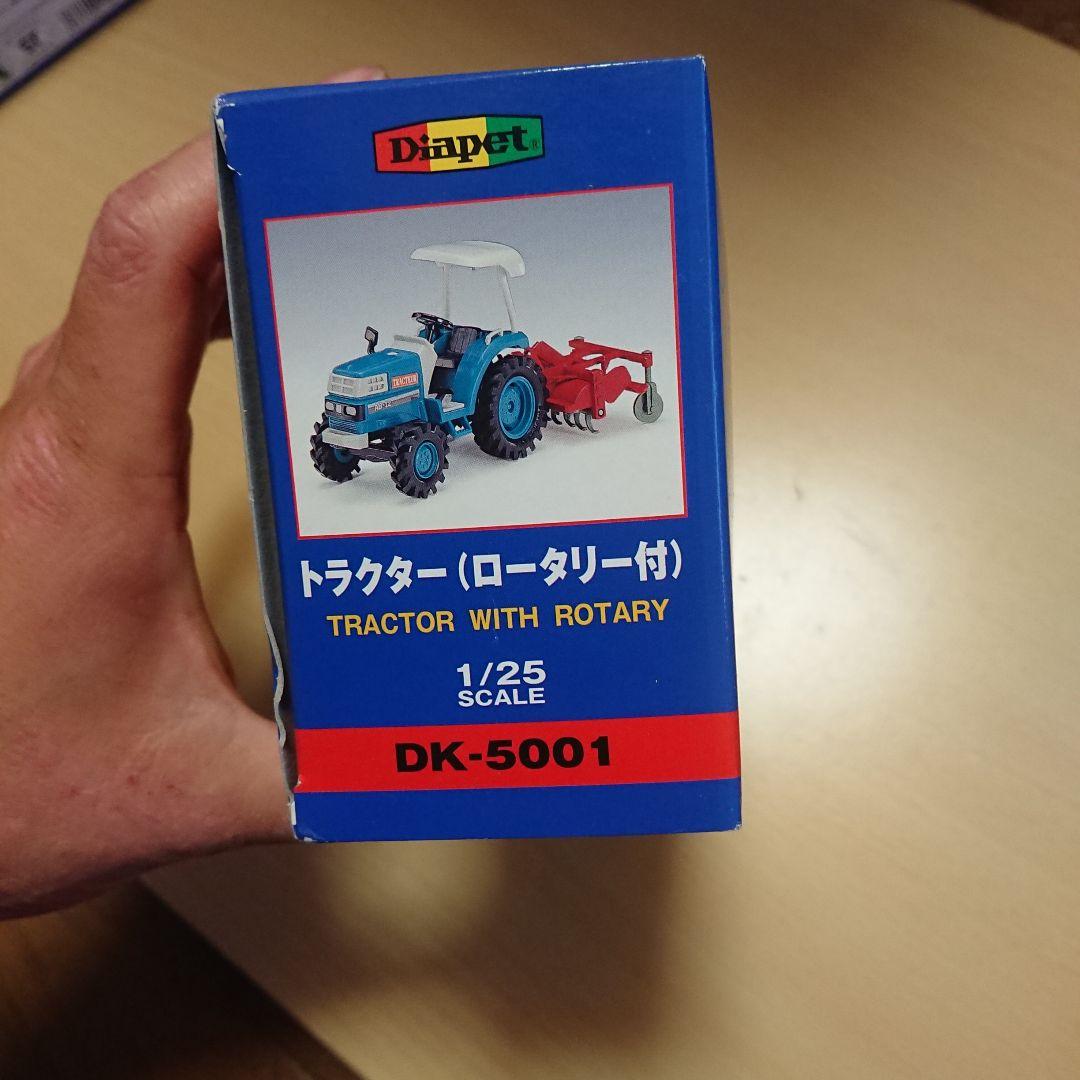 Diapet®
TRACTEUR
トラクター(ロータリー付)
TRACTOR WITH ROTARY
1/25
SCALE
DK-5001